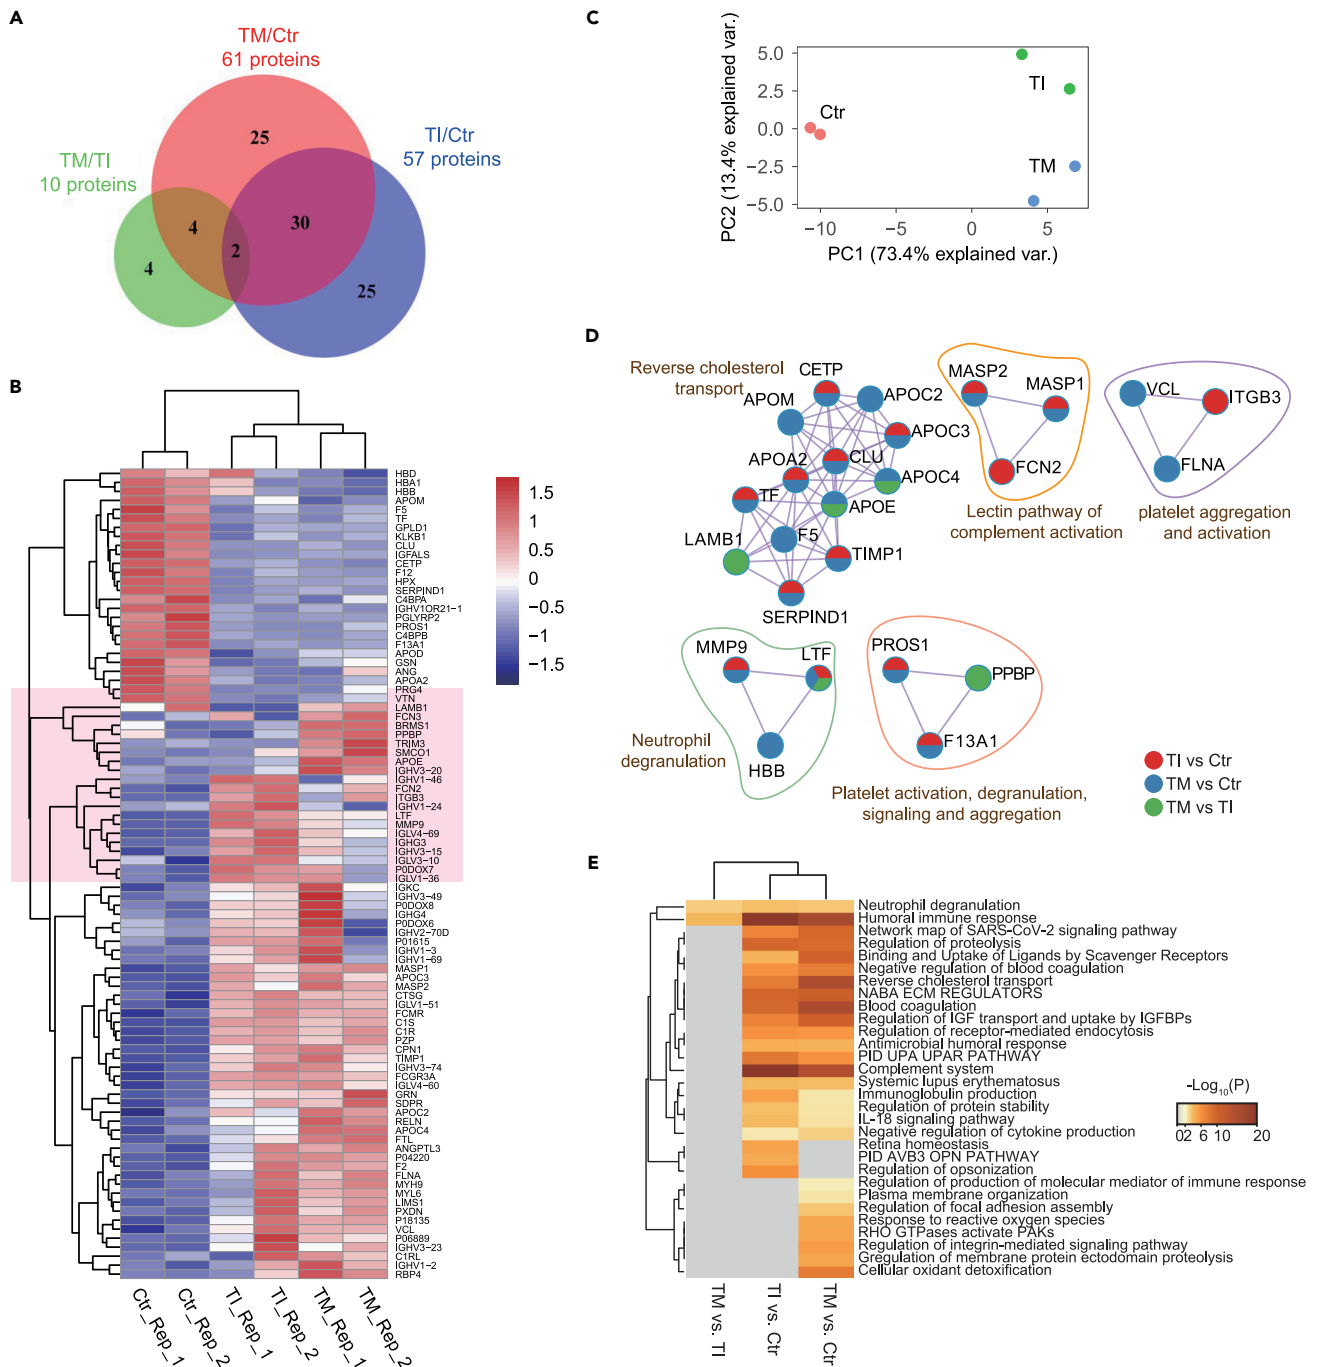 A
TM/Ctr
61 proteins
TI/Ctr
57 proteins
TM/TI
10 proteins
25
4
30
2
4
25
B
HBD
HBA1
HBB
APOM
F5
TF
GPLD1
KLKB1
CLU
IGFALS
CETP
F12
HPX
SERPIND1
C4BPA
IGHV1OR21−1
PGLYRP2
PROS1
C4BPB
F13A1
APOD
GSN
ANG
APOA2
PRG4
VTN
LAMB1
FCN3
BRMS1
PPBP
TRIM3
SMCO1
APOE
IGHV3−20
IGHV1−46
FCN2
ITGB3
IGHV1−24
LTF
MMP9
IGLV4−69
IGHG3
IGHV3−15
IGLV3−10
P0DOX7
IGLV1−36
IGKC
IGHV3−49
P0DOX8
IGHG4
P0DOX6
IGHV2−70D
P01615
IGHV1−3
IGHV1−69
MASP1
APOC3
MASP2
CTSG
IGLV1−51
FCMR
C1S
C1R
PZP
CPN1
TIMP1
IGHV3−74
FCGR3A
IGLV4−60
GRN
SDPR
APOC2
RELN
APOC4
FTL
ANGPTL3
P04220
F2
FLNA
MYH9
MYL6
LIMS1
PXDN
P18135
VCL
P06889
IGHV3−23
C1RL
IGHV1−2
RBP4
Ctr_Rep_1
Ctr_Rep_2
TI_Rep_1
TI_Rep_2
TM_Rep_1
TM_Rep_2
1.5
1
0.5
0
−0.5
−1
−1.5
C
PC2 (13.4% explained var.)
5.0
2.5
0.0
−2.5
−5.0
Ctr
TI
TM
−10
−5
0
5
PC1 (73.4% explained var.)
D
Reverse cholesterol
transport
CETP
APOM
APOC2
APOC3
APOA2
CLU
APOC4
TF
APOE
LAMB1
F5
TIMP1
SERPIND1
MASP2
MASP1
FCN2
Lectin pathway of
complement activation
VCL
ITGB3
FLNA
platelet aggregation
and activation
MMP9
LTF
HBB
Neutrophil
degranulation
PROS1
PPBP
F13A1
Platelet activation, degranulation,
signaling and aggregation
TI vs Ctr
TM vs Ctr
TM vs TI
E
Neutrophil degranulation
Humoral immune response
Network map of SARS-CoV-2 signaling pathway
Regulation of proteolysis
Binding and Uptake of Ligands by Scavenger Receptors
Negative regulation of blood coagulation
Reverse cholesterol transport
NABA ECM REGULATORS
Blood coagulation
Regulation of IGF transport and uptake by IGFBPs
Regulation of receptor-mediated endocytosis
Antimicrobial humoral response
PID UPA UPAR PATHWAY
Complement system
Systemic lupus erythematosus
Immunoglobulin production
Regulation of protein stability
IL-18 signaling pathway
Negative regulation of cytokine production
Retina homeostasis
PID AVB3 OPN PATHWAY
Regulation of opsonization
Regulation of production of molecular mediator of immune response
Plasma membrane organization
Regulation of focal adhesion assembly
Response to reactive oxygen species
RHO GTPases activate PAKs
Regulation of integrin-mediated signaling pathway
Gregulation of membrane protein ectodomain proteolysis
Cellular oxidant detoxification
TM vs. TI
TI vs. Ctr
TM vs. Ctr
-Log10(P)
02 6 10 20